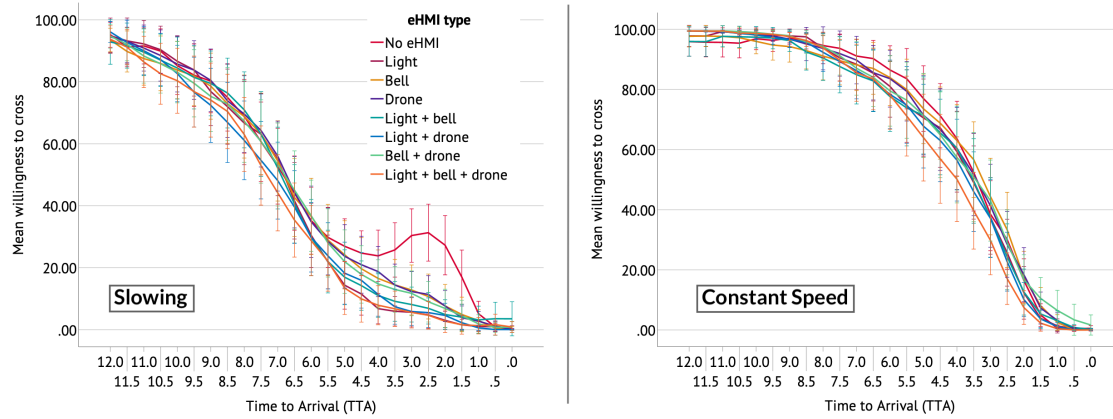 eHMI type
No eHMI
Light
Bell
Drone
Light + bell
Light + drone
Bell + drone
Light + bell + drone
Mean willingness to cross
100.00
80.00
60.00
40.00
20.00
.00
Slowing
12.0 11.0 10.0 9.0 8.0 7.0 6.0 5.0 4.0 3.0 2.0 1.0 .0
11.5 10.5 9.5 8.5 7.5 6.5 5.5 4.5 3.5 2.5 1.5 .5
Time to Arrival (TTA)
Mean willingness to cross
100.00
80.00
60.00
40.00
20.00
.00
Constant Speed
12.0 11.0 10.0 9.0 8.0 7.0 6.0 5.0 4.0 3.0 2.0 1.0 .0
11.5 10.5 9.5 8.5 7.5 6.5 5.5 4.5 3.5 2.5 1.5 .5
Time to Arrival (TTA)